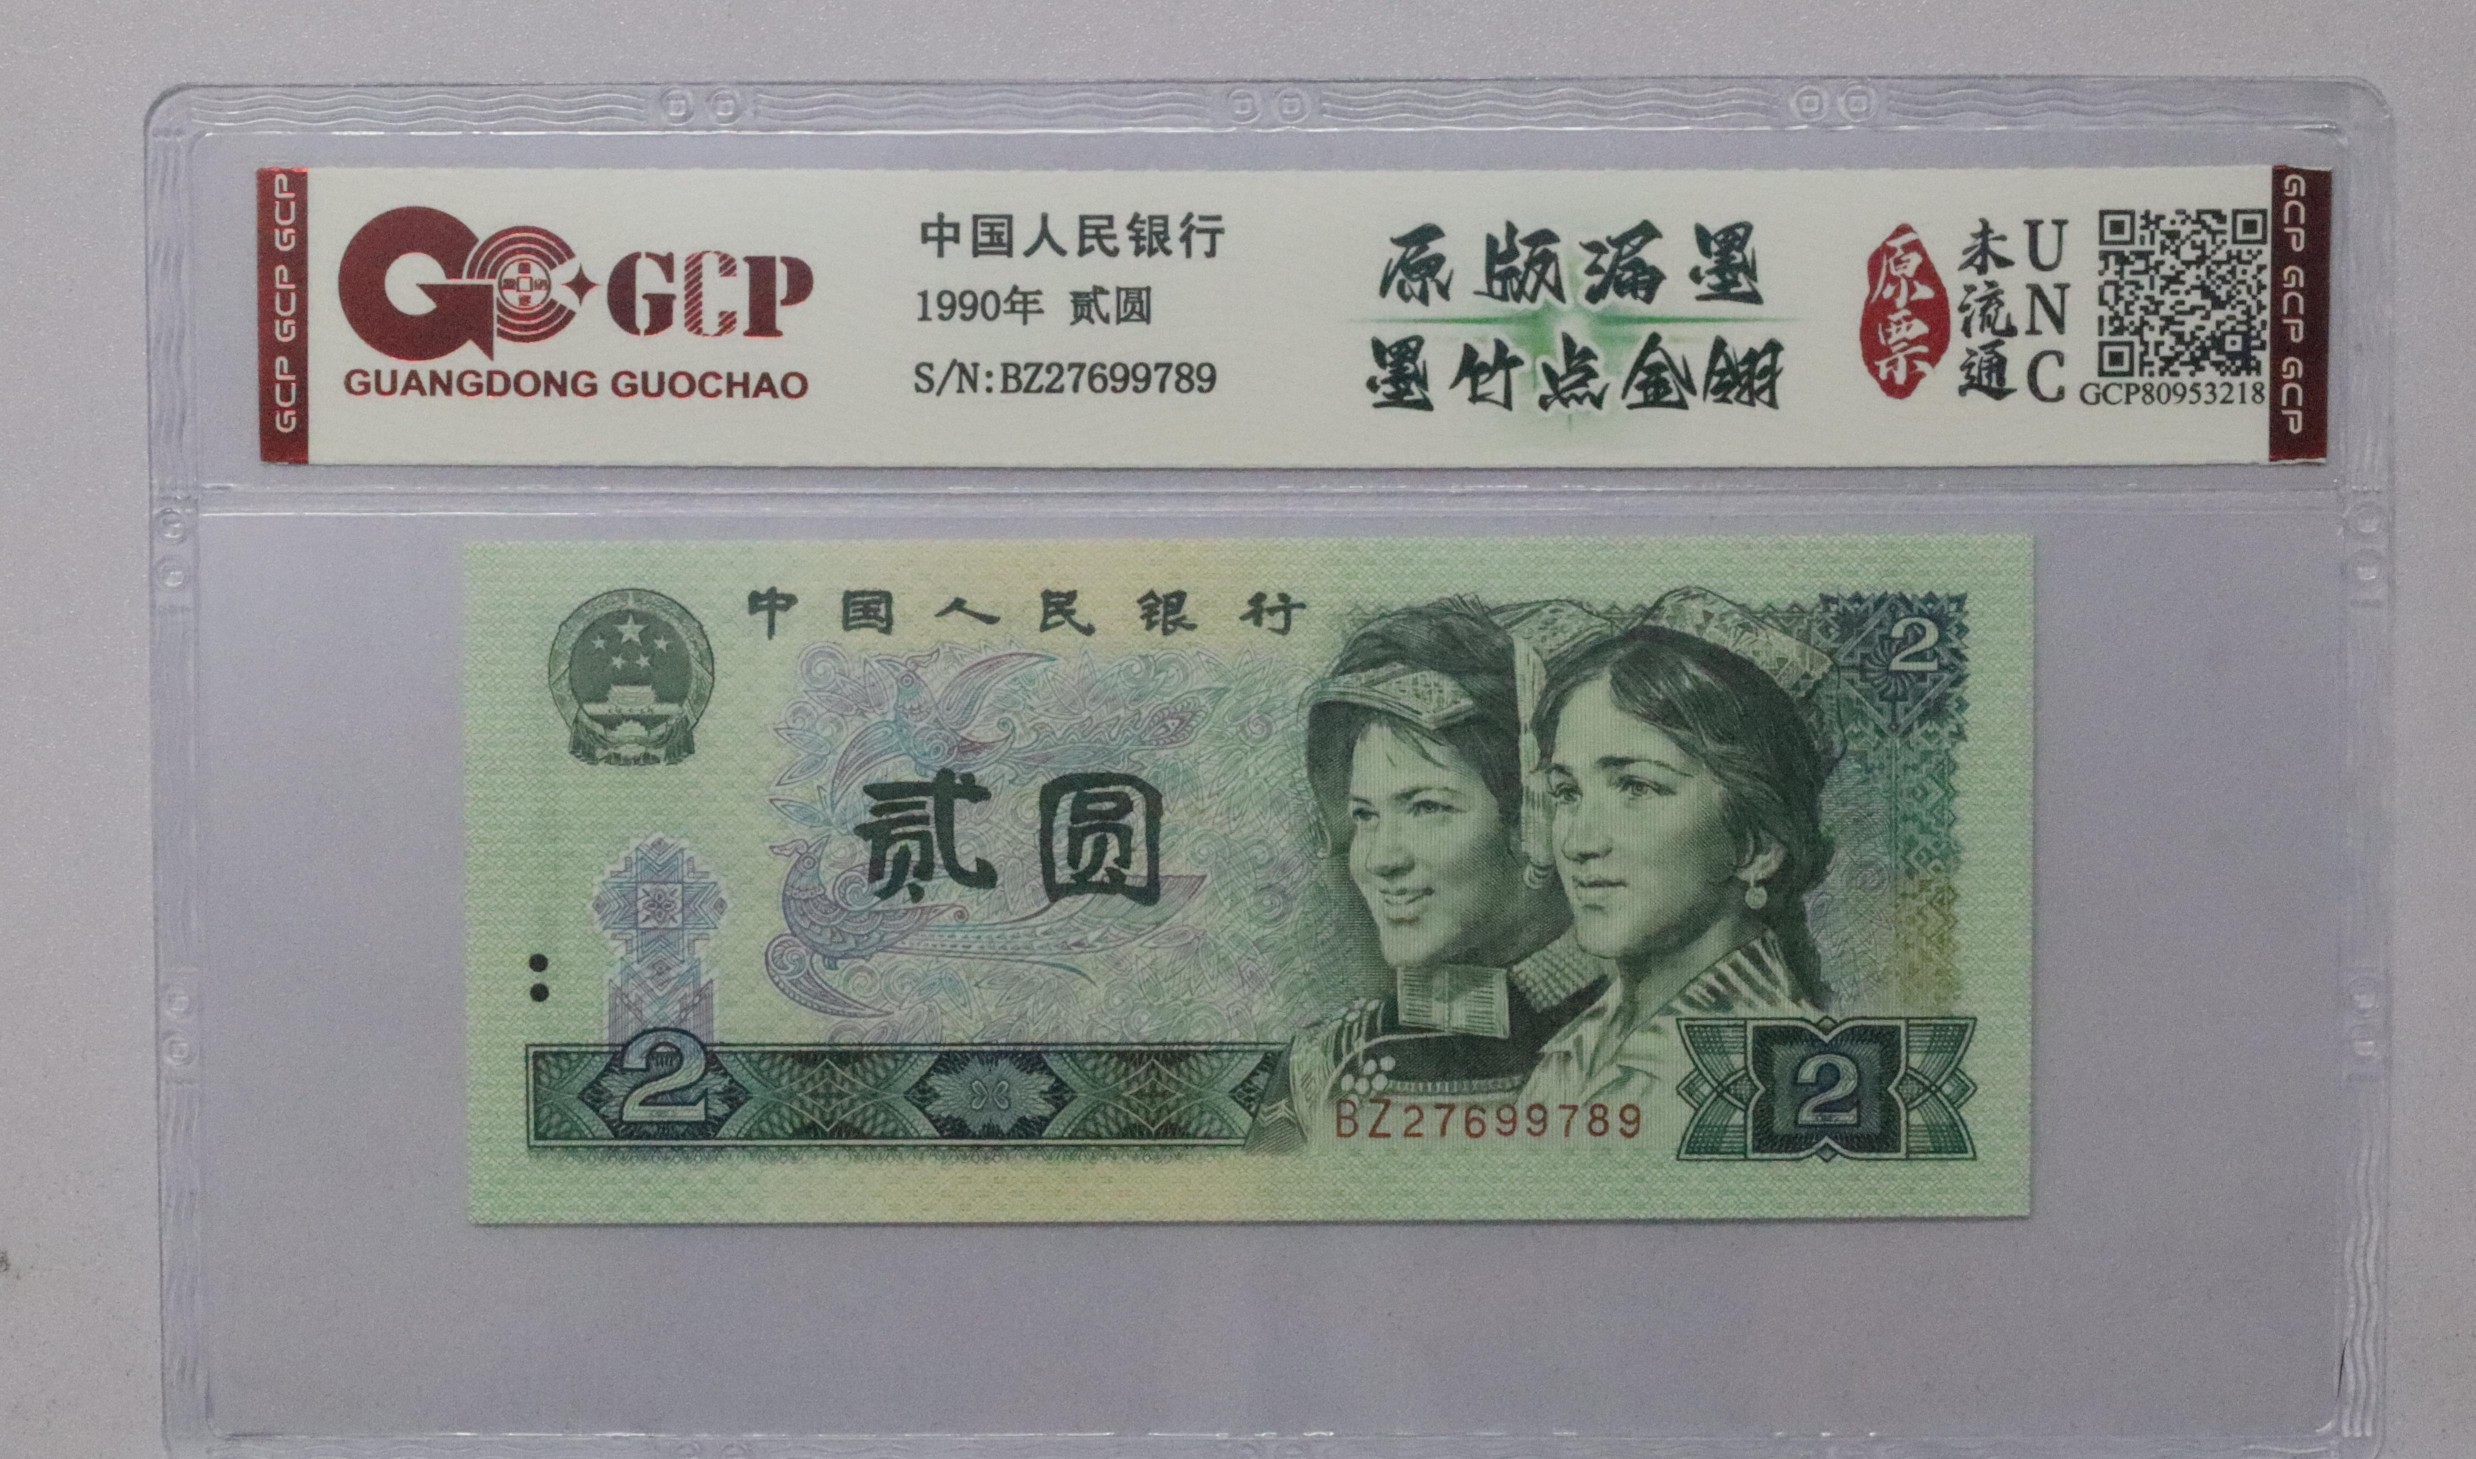 GCP GCP GCP
GCP
GUANGDONG GUOCHAO
中国人民银行
1990年 贰圆
S/N:BZ27699789
原版漏墨
墨竹点金翎
原票
未流通
UNC
GCP80953218
GCP GCP GCP
中国人民银行
2
贰圆
2
BZ27699789
2